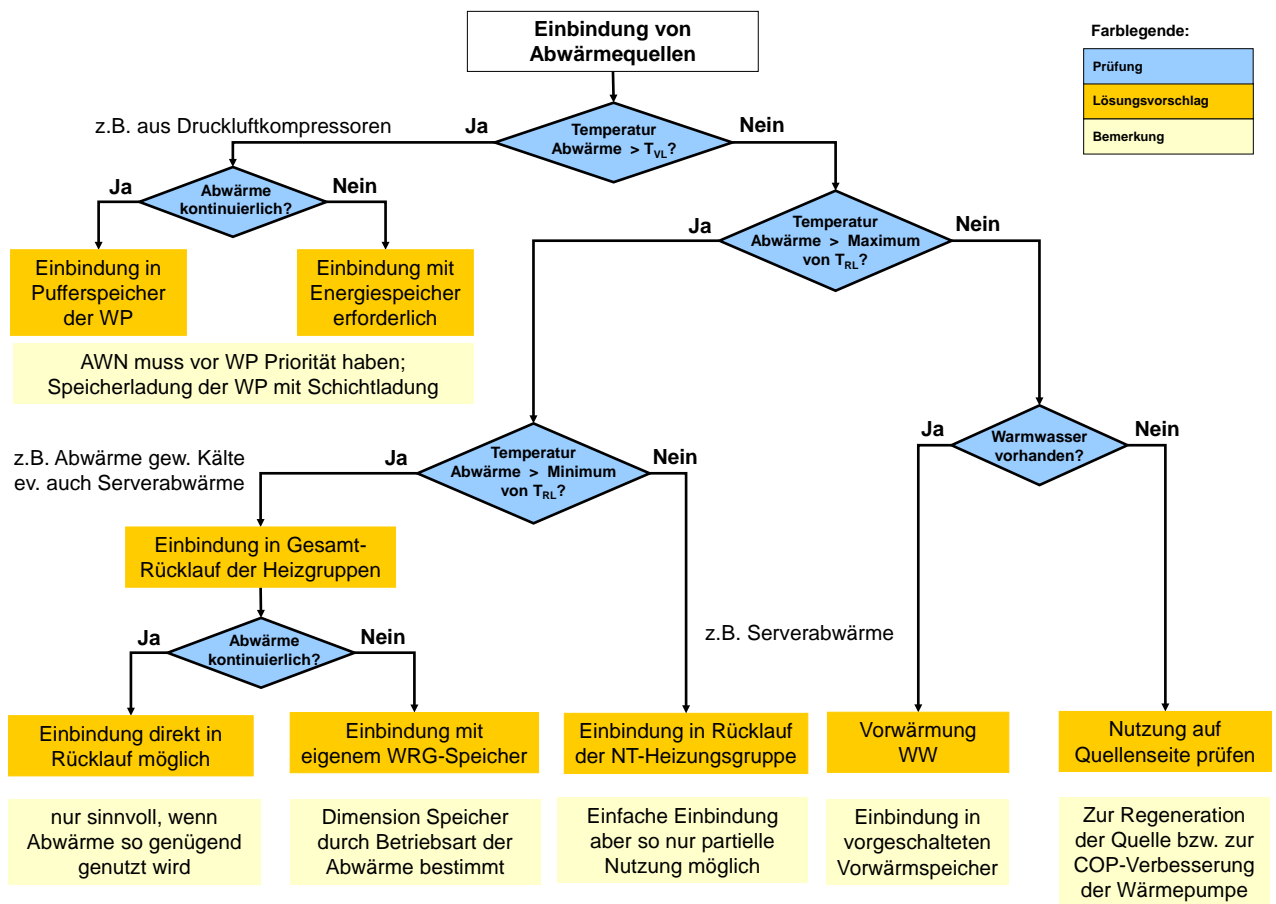 Einbindung von
Abwärmequellen
Farblegende:
Prüfung
Lösungsvorschlag
Bemerkung
z.B. aus Druckluftkompressoren
Ja
Temperatur
Abwärme > T_VL?
Nein
Ja
Abwärme
kontinuierlich?
Nein
Ja
Temperatur
Abwärme > Maximum
von T_RL?
Nein
Einbindung in
Pufferspeicher
der WP
Einbindung mit
Energiespeicher
erforderlich
AWN muss vor WP Priorität haben;
Speicherladung der WP mit Schichtladung
z.B. Abwärme gew. Kälte
ev. auch Serverabwärme
Ja
Temperatur
Abwärme > Minimum
von T_RL?
Nein
Ja
Warmwasser
vorhanden?
Nein
Einbindung in Gesamt-
Rücklauf der Heizgruppen
Ja
Abwärme
kontinuierlich?
Nein
z.B. Serverabwärme
Einbindung direkt in
Rücklauf möglich
Einbindung mit
eigenem WRG-Speicher
Einbindung in Rücklauf
der NT-Heizungsgruppe
Vorwärmung
WW
Nutzung auf
Quellenseite prüfen
nur sinnvoll, wenn
Abwärme so genügend
genutzt wird
Dimension Speicher
durch Betriebsart der
Abwärme bestimmt
Einfache Einbindung
aber so nur partielle
Nutzung möglich
Einbindung in
vorgeschalteten
Vorwärmspeicher
Zur Regeneration
der Quelle bzw. zur
COP-Verbesserung
der Wärmepumpe